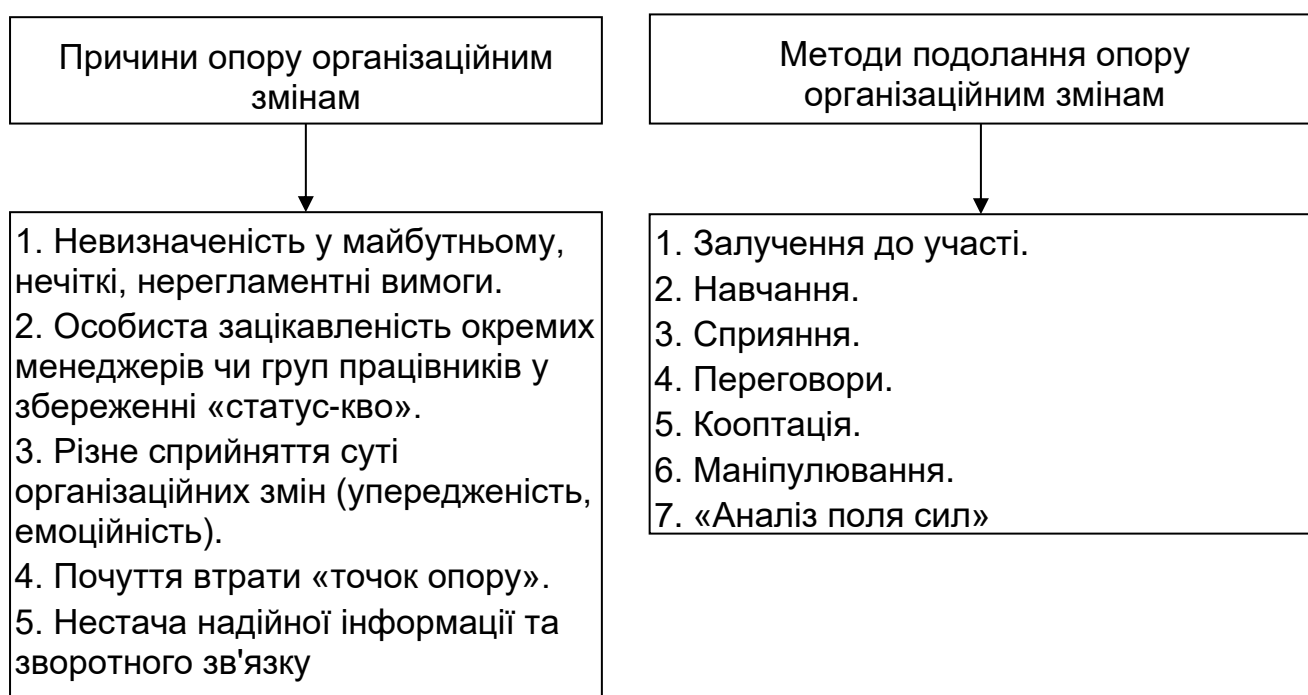 Причини опору організаційним
змінам
1. Невизначеність у майбутньому,
нечіткі, нерегламентні вимоги.
2. Особиста зацікавленість окремих
менеджерів чи груп працівників у
збереженні «статус-кво».
3. Різне сприйняття суті
організаційних змін (упередженість,
емоційність).
4. Почуття втрати «точок опору».
5. Нестача надійної інформації та
зворотного зв'язку
Методи подолання опору
організаційним змінам
1. Залучення до участі.
2. Навчання.
3. Сприяння.
4. Переговори.
5. Кооптація.
6. Маніпулювання.
7. «Аналіз поля сил»